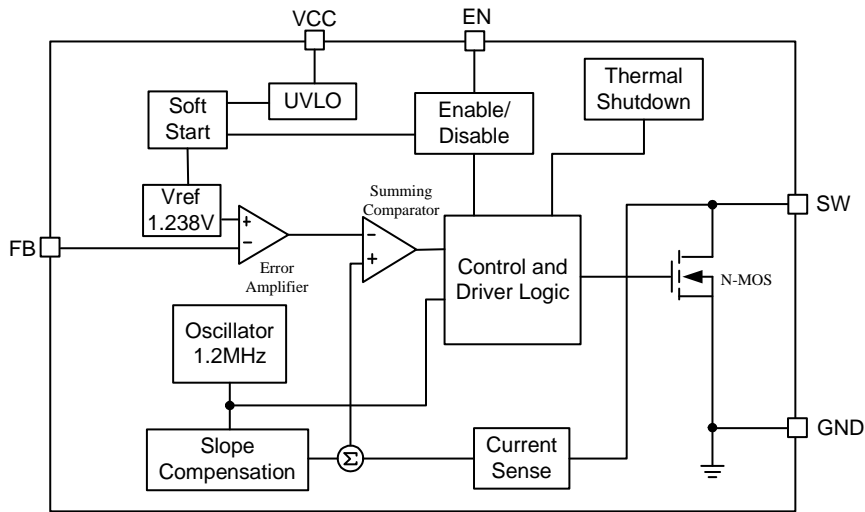 VCC
EN
UVLO
Soft
Start
Enable/
Disable
Thermal
Shutdown
Vref
1.238V
+
−
Error
Amplifier
Summing
Comparator
−
+
Control and
Driver Logic
SW
N-MOS
FB
Oscillator
1.2MHz
Slope
Compensation
Σ
Current
Sense
GND